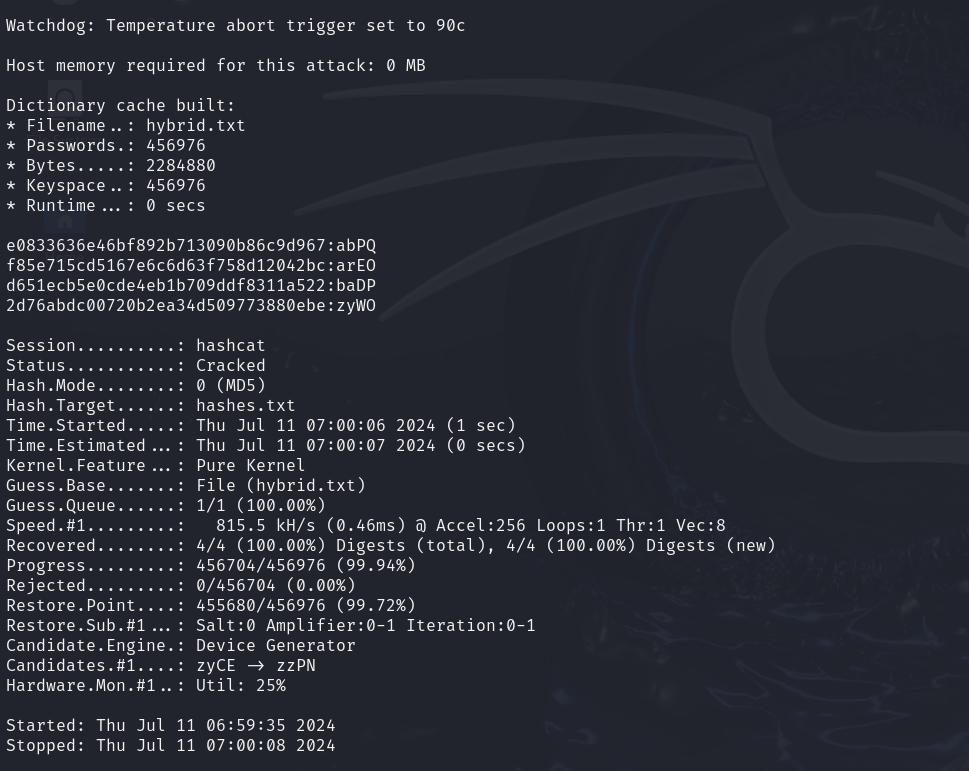 Watchdog: Temperature abort trigger set to 90c
Host memory required for this attack: 0 MB
Dictionary cache built:
* Filename..: hybrid.txt
* Passwords.: 456976
* Bytes.....: 2284880
* Keyspace..: 456976
* Runtime...: 0 secs
e0833636e46bf892b713090b86c9d967:abPQ
f85e715cd5167e6c6d63f758d12042bc:arEO
d651ecb5e0cde4eb1b709ddf8311a522:baDP
2d76abdc00720b2ea34d509773880ebe:zyWO
Session..........: hashcat
Status...........: Cracked
Hash.Mode........: 0 (MD5)
Hash.Target......: hashes.txt
Time.Started.....: Thu Jul 11 07:00:06 2024 (1 sec)
Time.Estimated...: Thu Jul 11 07:00:07 2024 (0 secs)
Kernel.Feature...: Pure Kernel
Guess.Base.......: File (hybrid.txt)
Guess.Queue......: 1/1 (100.00%)
Speed.#1.........:   815.5 kH/s (0.46ms) @ Accel:256 Loops:1 Thr:1 Vec:8
Recovered........: 4/4 (100.00%) Digests (total), 4/4 (100.00%) Digests (new)
Progress.........: 456704/456976 (99.94%)
Rejected.........: 0/456704 (0.00%)
Restore.Point....: 455680/456976 (99.72%)
Restore.Sub.#1...: Salt:0 Amplifier:0-1 Iteration:0-1
Candidate.Engine.: Device Generator
Candidates.#1....: zyCE -> zzPN
Hardware.Mon.#1..: Util: 25%
Started: Thu Jul 11 06:59:35 2024
Stopped: Thu Jul 11 07:00:08 2024